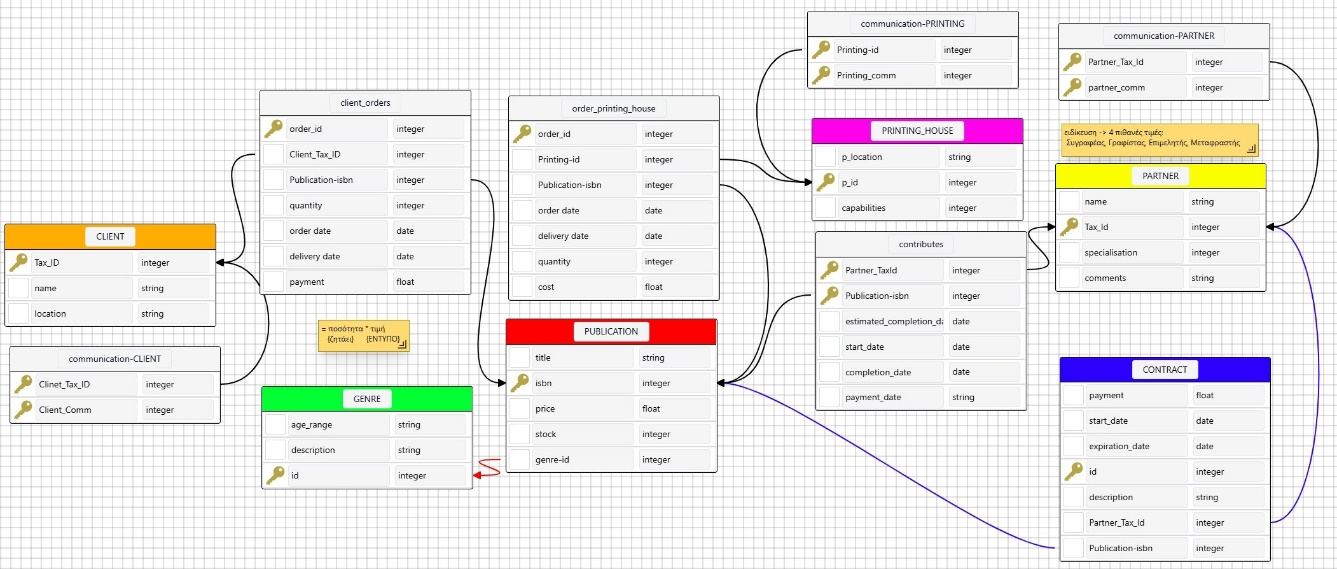 communication-PRINTING
Printing-id integer
Printing_comm integer
communication-PARTNER
Partner_Tax_Id integer
partner_comm integer
client_orders
order_id integer
Client_Tax_ID integer
Publication-isbn integer
quantity integer
order date date
delivery date date
payment float
order_printing_house
order_id integer
Printing-id integer
Publication-isbn integer
order date date
delivery date date
quantity integer
cost float
PRINTING_HOUSE
p_location string
p_id integer
capabilities integer
ειδίκευση -> 4 πιθανές τιμές:
Συγραφέας, Γραφίστας, Επιμελητής, Μεταφραστής
PARTNER
name string
Tax_Id integer
specialisation integer
comments string
CLIENT
Tax_ID integer
name string
location string
contributes
Partner_TaxId integer
Publication-isbn integer
estimated_completion_da date
start_date date
completion_date date
payment_date string
= ποσότητα * τιμή
(ζητάει) (ΕΝΤΥΠΟ)
PUBLICATION
title string
isbn integer
price float
stock integer
genre-id integer
communication-CLIENT
Clinet_Tax_ID integer
Client_Comm integer
GENRE
age_range string
description string
id integer
CONTRACT
payment float
start_date date
expiration_date date
id integer
description string
Partner_Tax_Id integer
Publication-isbn integer